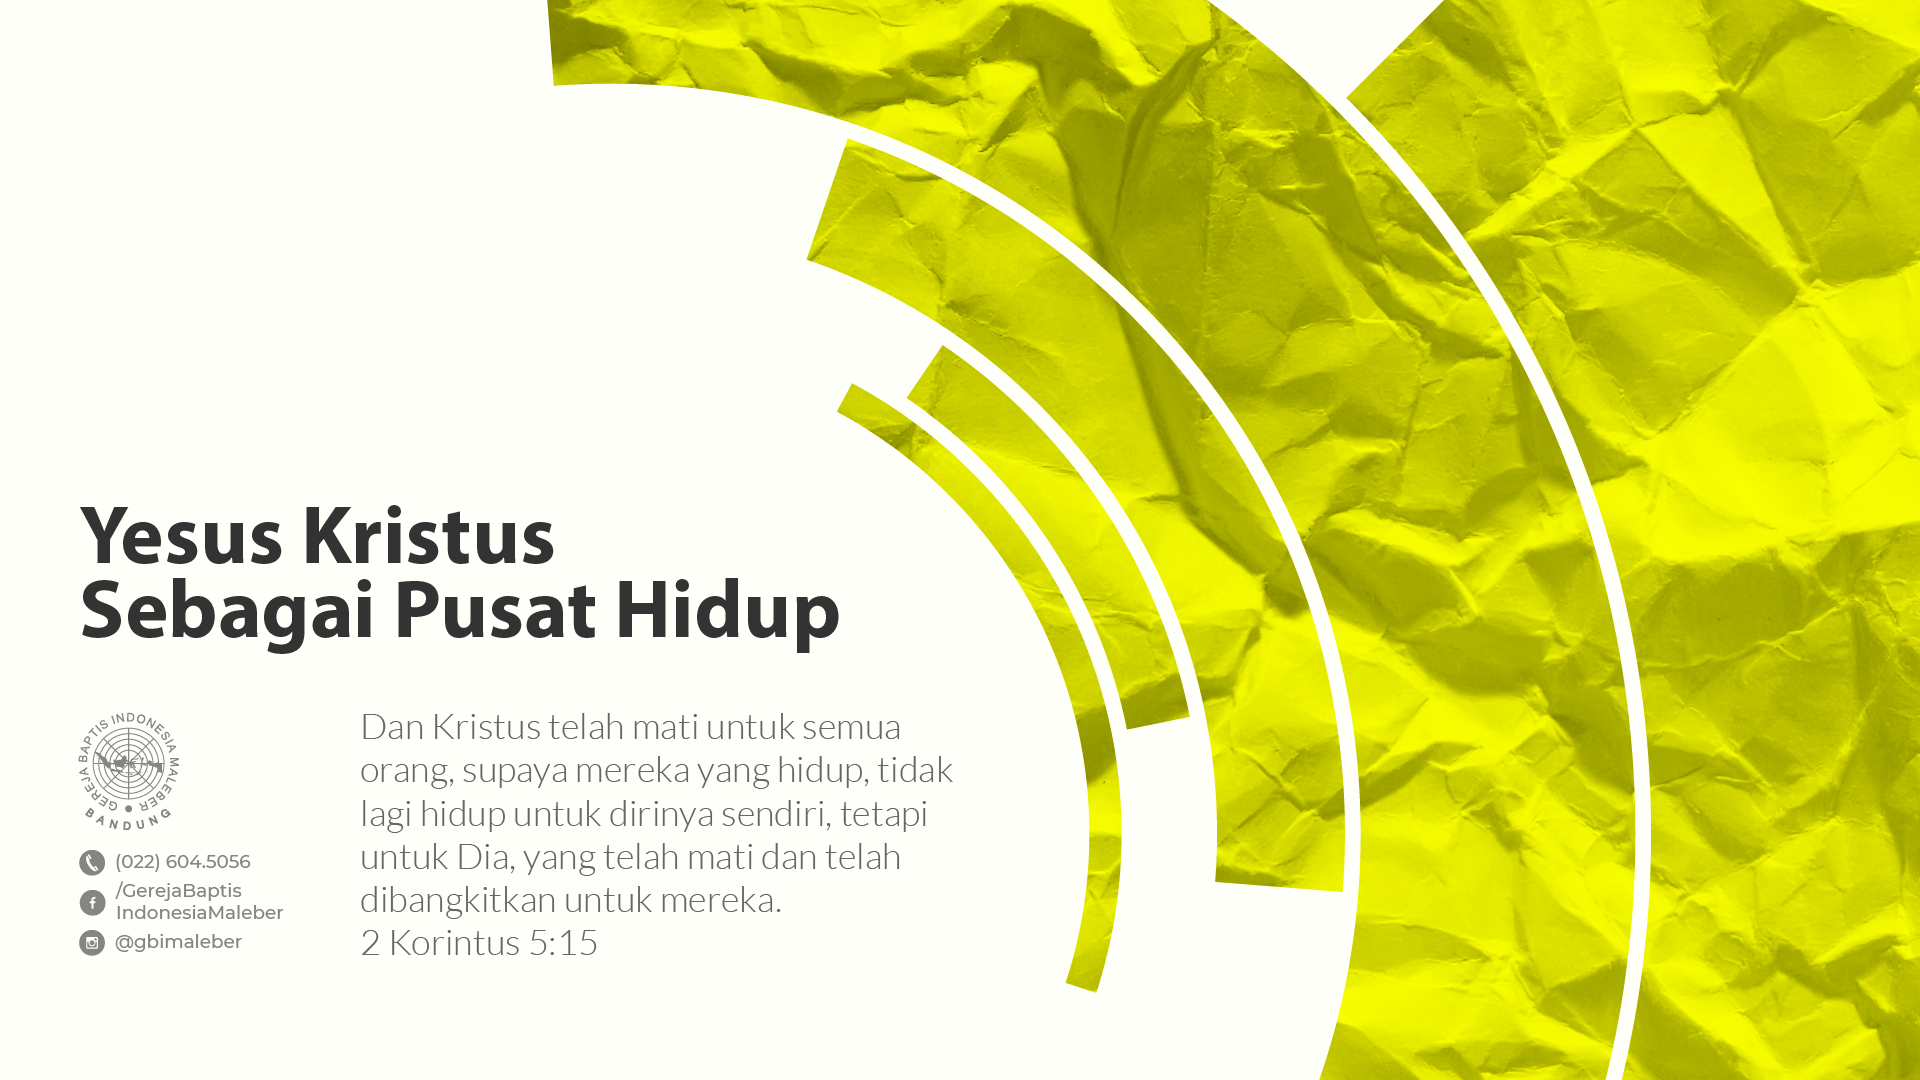 Yesus Kristus
Sebagai Pusat Hidup
GEREJA BAPTIS INDONESIA MALEBER
BANDUNG
(022) 604.5056
/GerejaBaptis
IndonesiaMaleber
@gbimaleber
Dan Kristus telah mati untuk semua
orang, supaya mereka yang hidup, tidak
lagi hidup untuk dirinya sendiri, tetapi
untuk Dia, yang telah mati dan telah
dibangkitkan untuk mereka.
2 Korintus 5:15